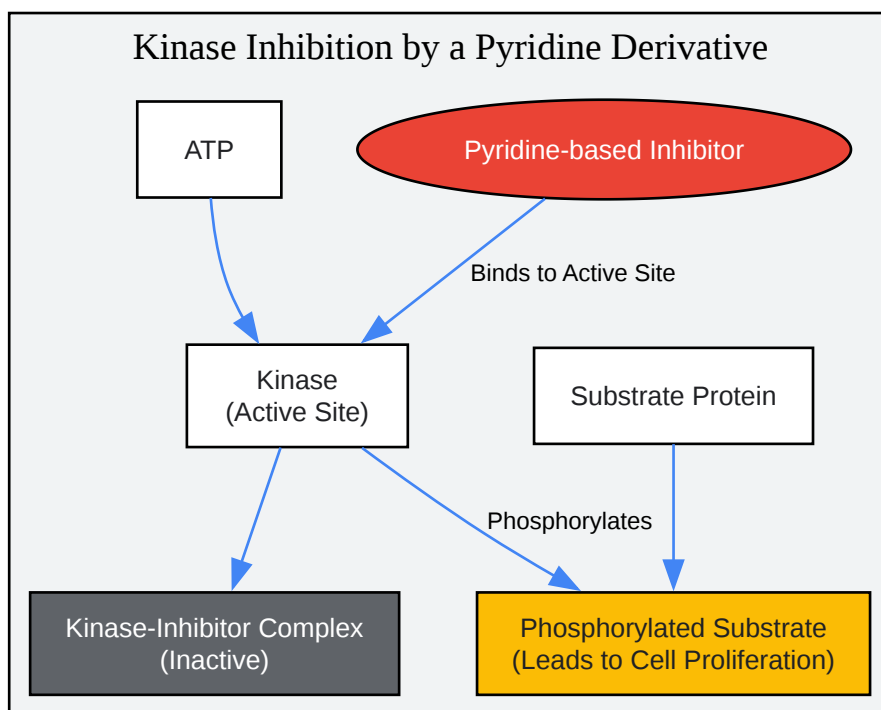 Kinase Inhibition by a Pyridine Derivative
ATP
Pyridine-based Inhibitor
Binds to Active Site
Kinase
(Active Site)
Substrate Protein
Phosphorylates
Kinase-Inhibitor Complex
(Inactive)
Phosphorylated Substrate
(Leads to Cell Proliferation)